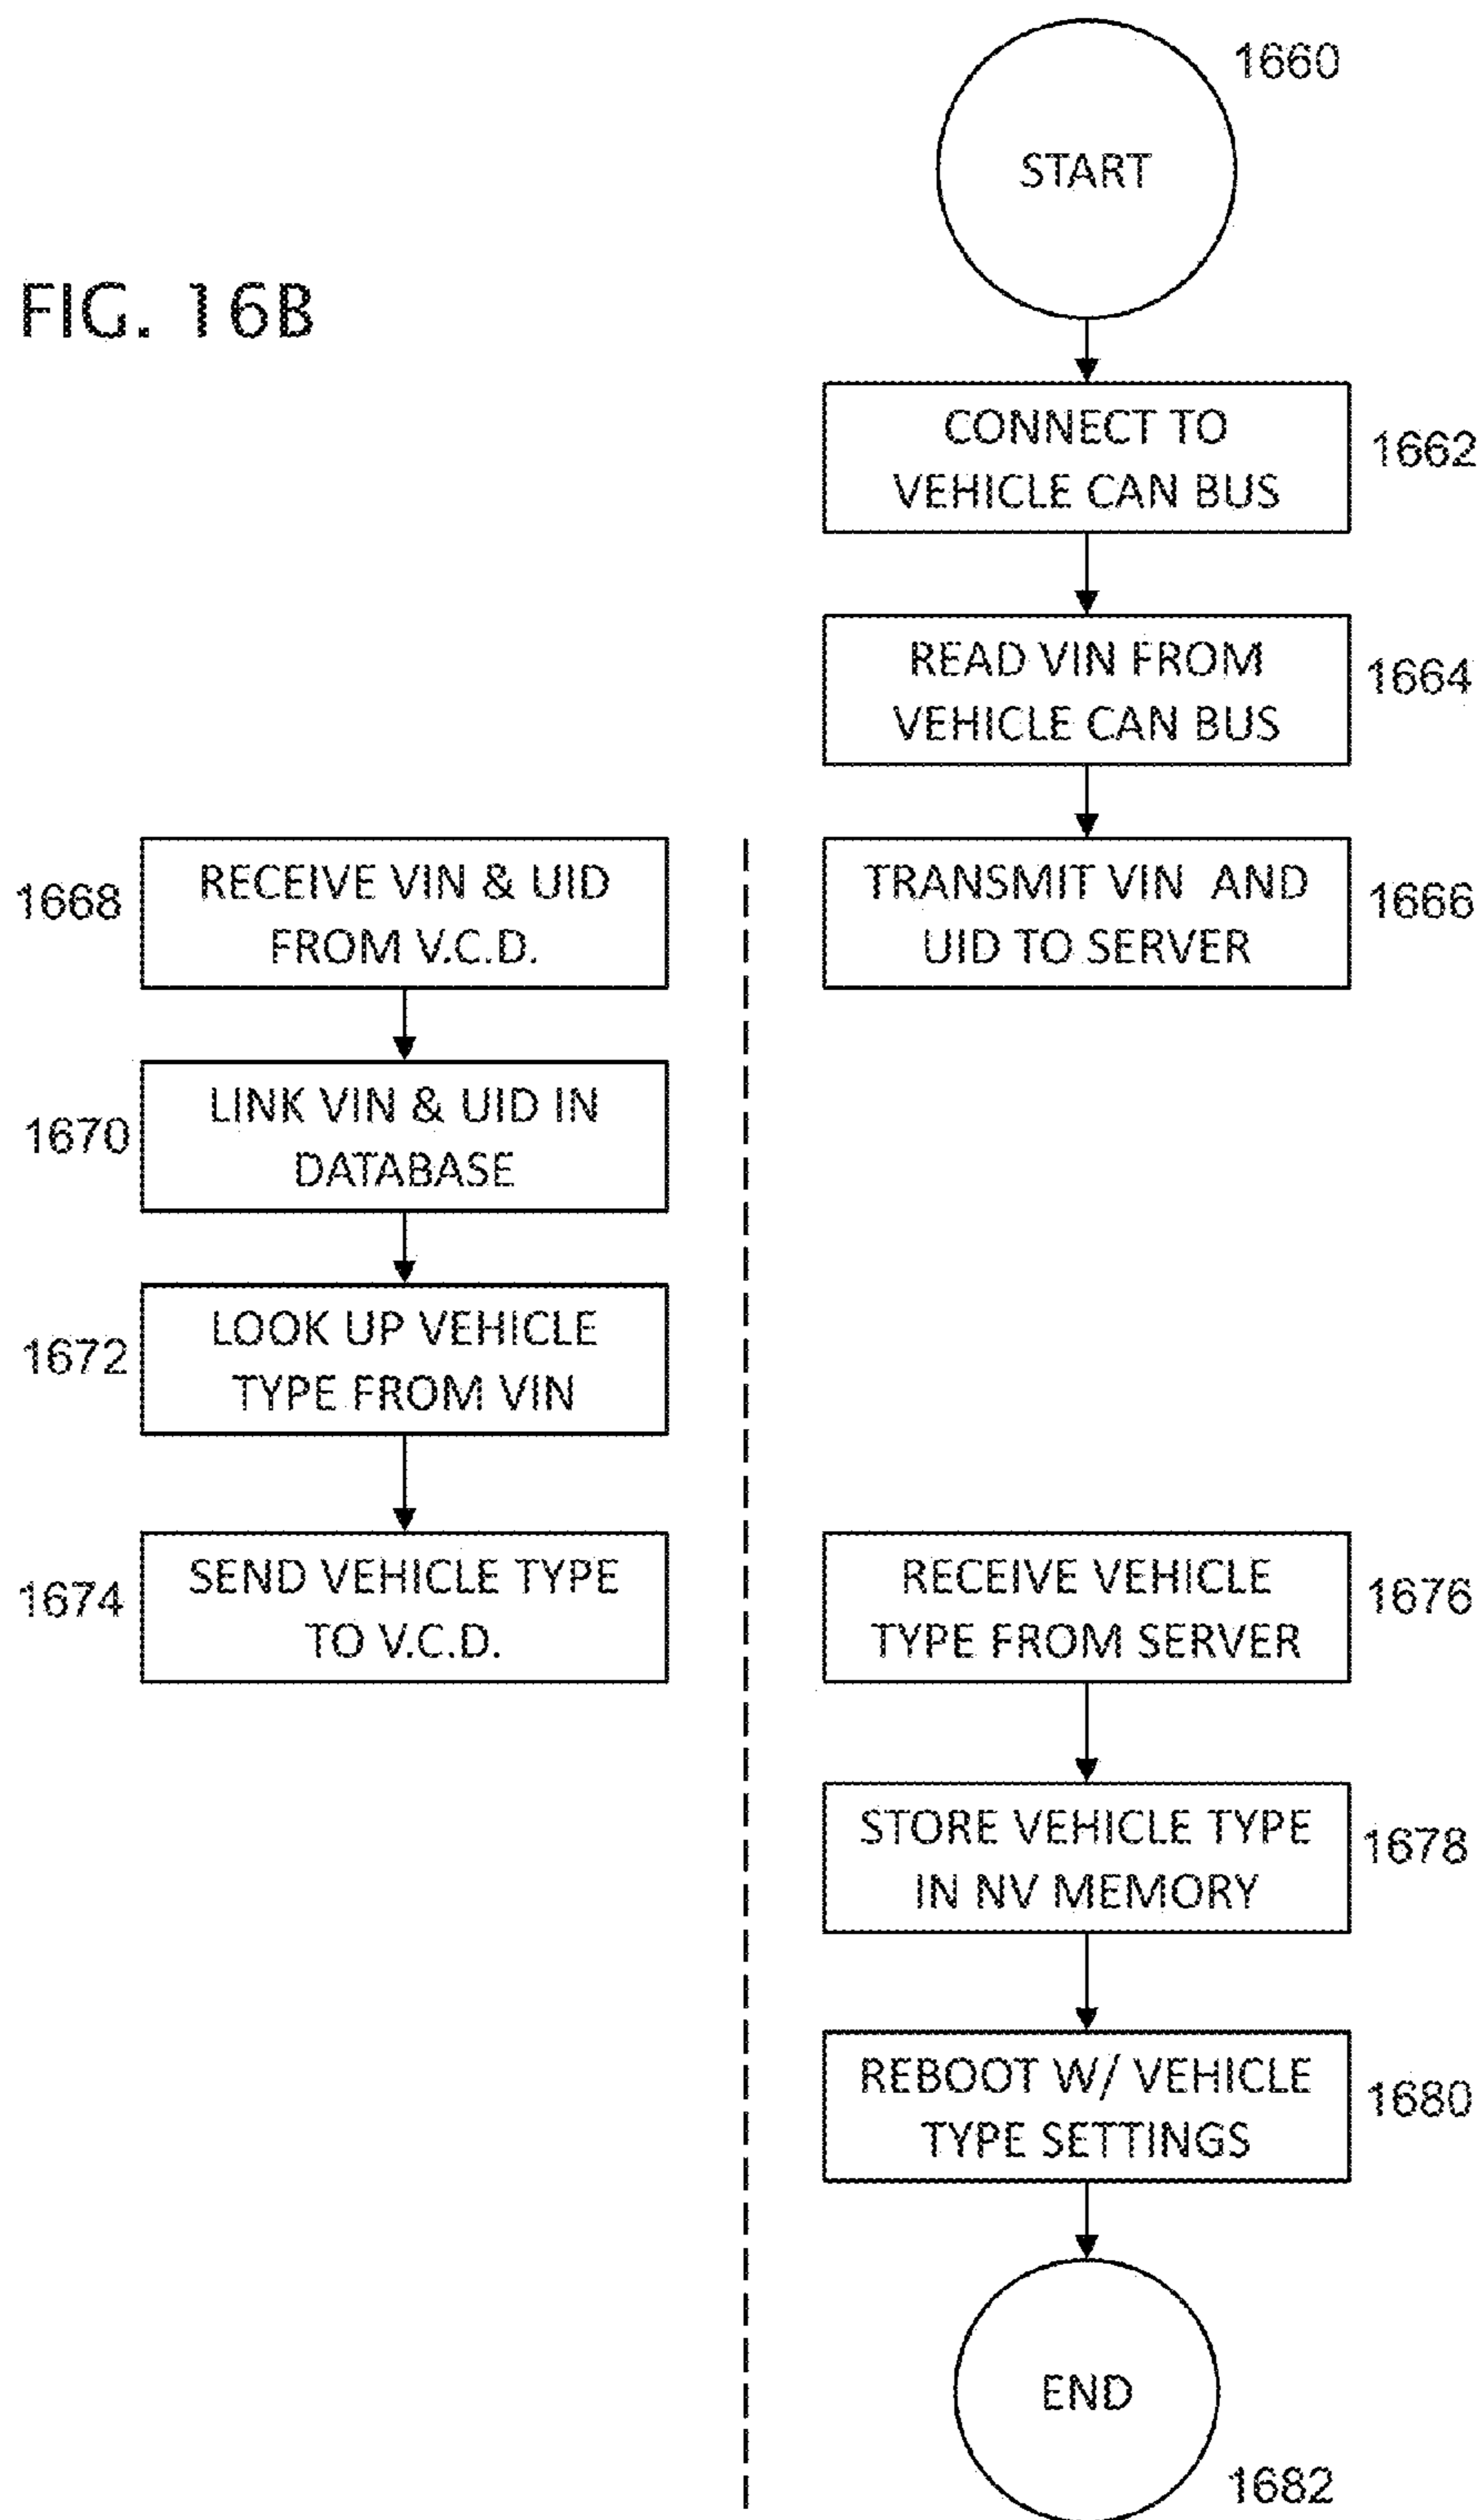 1660
START
FIG. 16B
CONNECT TO
VEHICLE CAN BUS
1662
READ VIN FROM
VEHICLE CAN BUS
1664
TRANSMIT VIN AND
UID TO SERVER
1666
1668
RECEIVE VIN & UID
FROM V.C.D.
1670
LINK VIN & UID IN
DATABASE
1672
LOOK UP VEHICLE
TYPE FROM VIN
1674
SEND VEHICLE TYPE
TO V.C.D.
RECEIVE VEHICLE
TYPE FROM SERVER
1676
STORE VEHICLE TYPE
IN NV MEMORY
1678
REBOOT W/ VEHICLE
TYPE SETTINGS
1680
END
1682